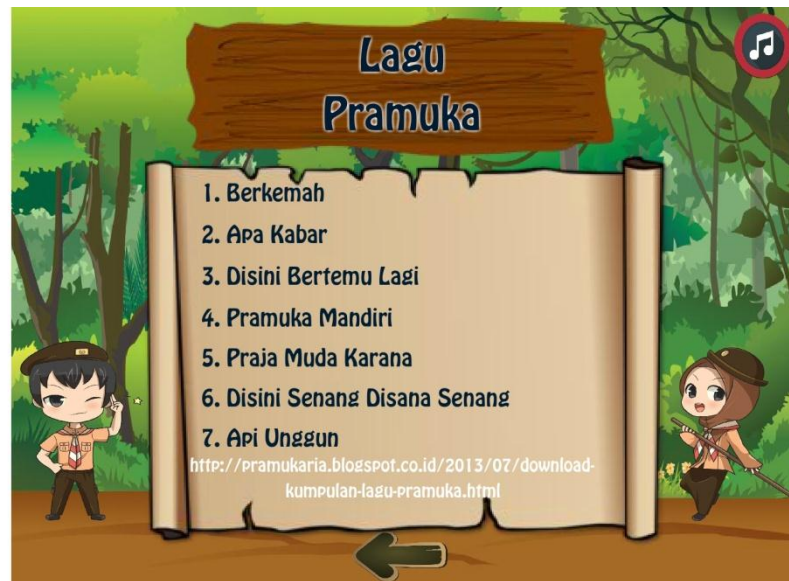 Lagu
Pramuka
1. Berkemah
2. Apa Kabar
3. Disini Bertemu Lagi
4. Pramuka Mandiri
5. Praja Muda Karana
6. Disini Senang Disana Senang
7. Api Unggun
http://pramukaria.blogspot.co.id/2013/07/download-
kumpulan-lagu-pramuka.html